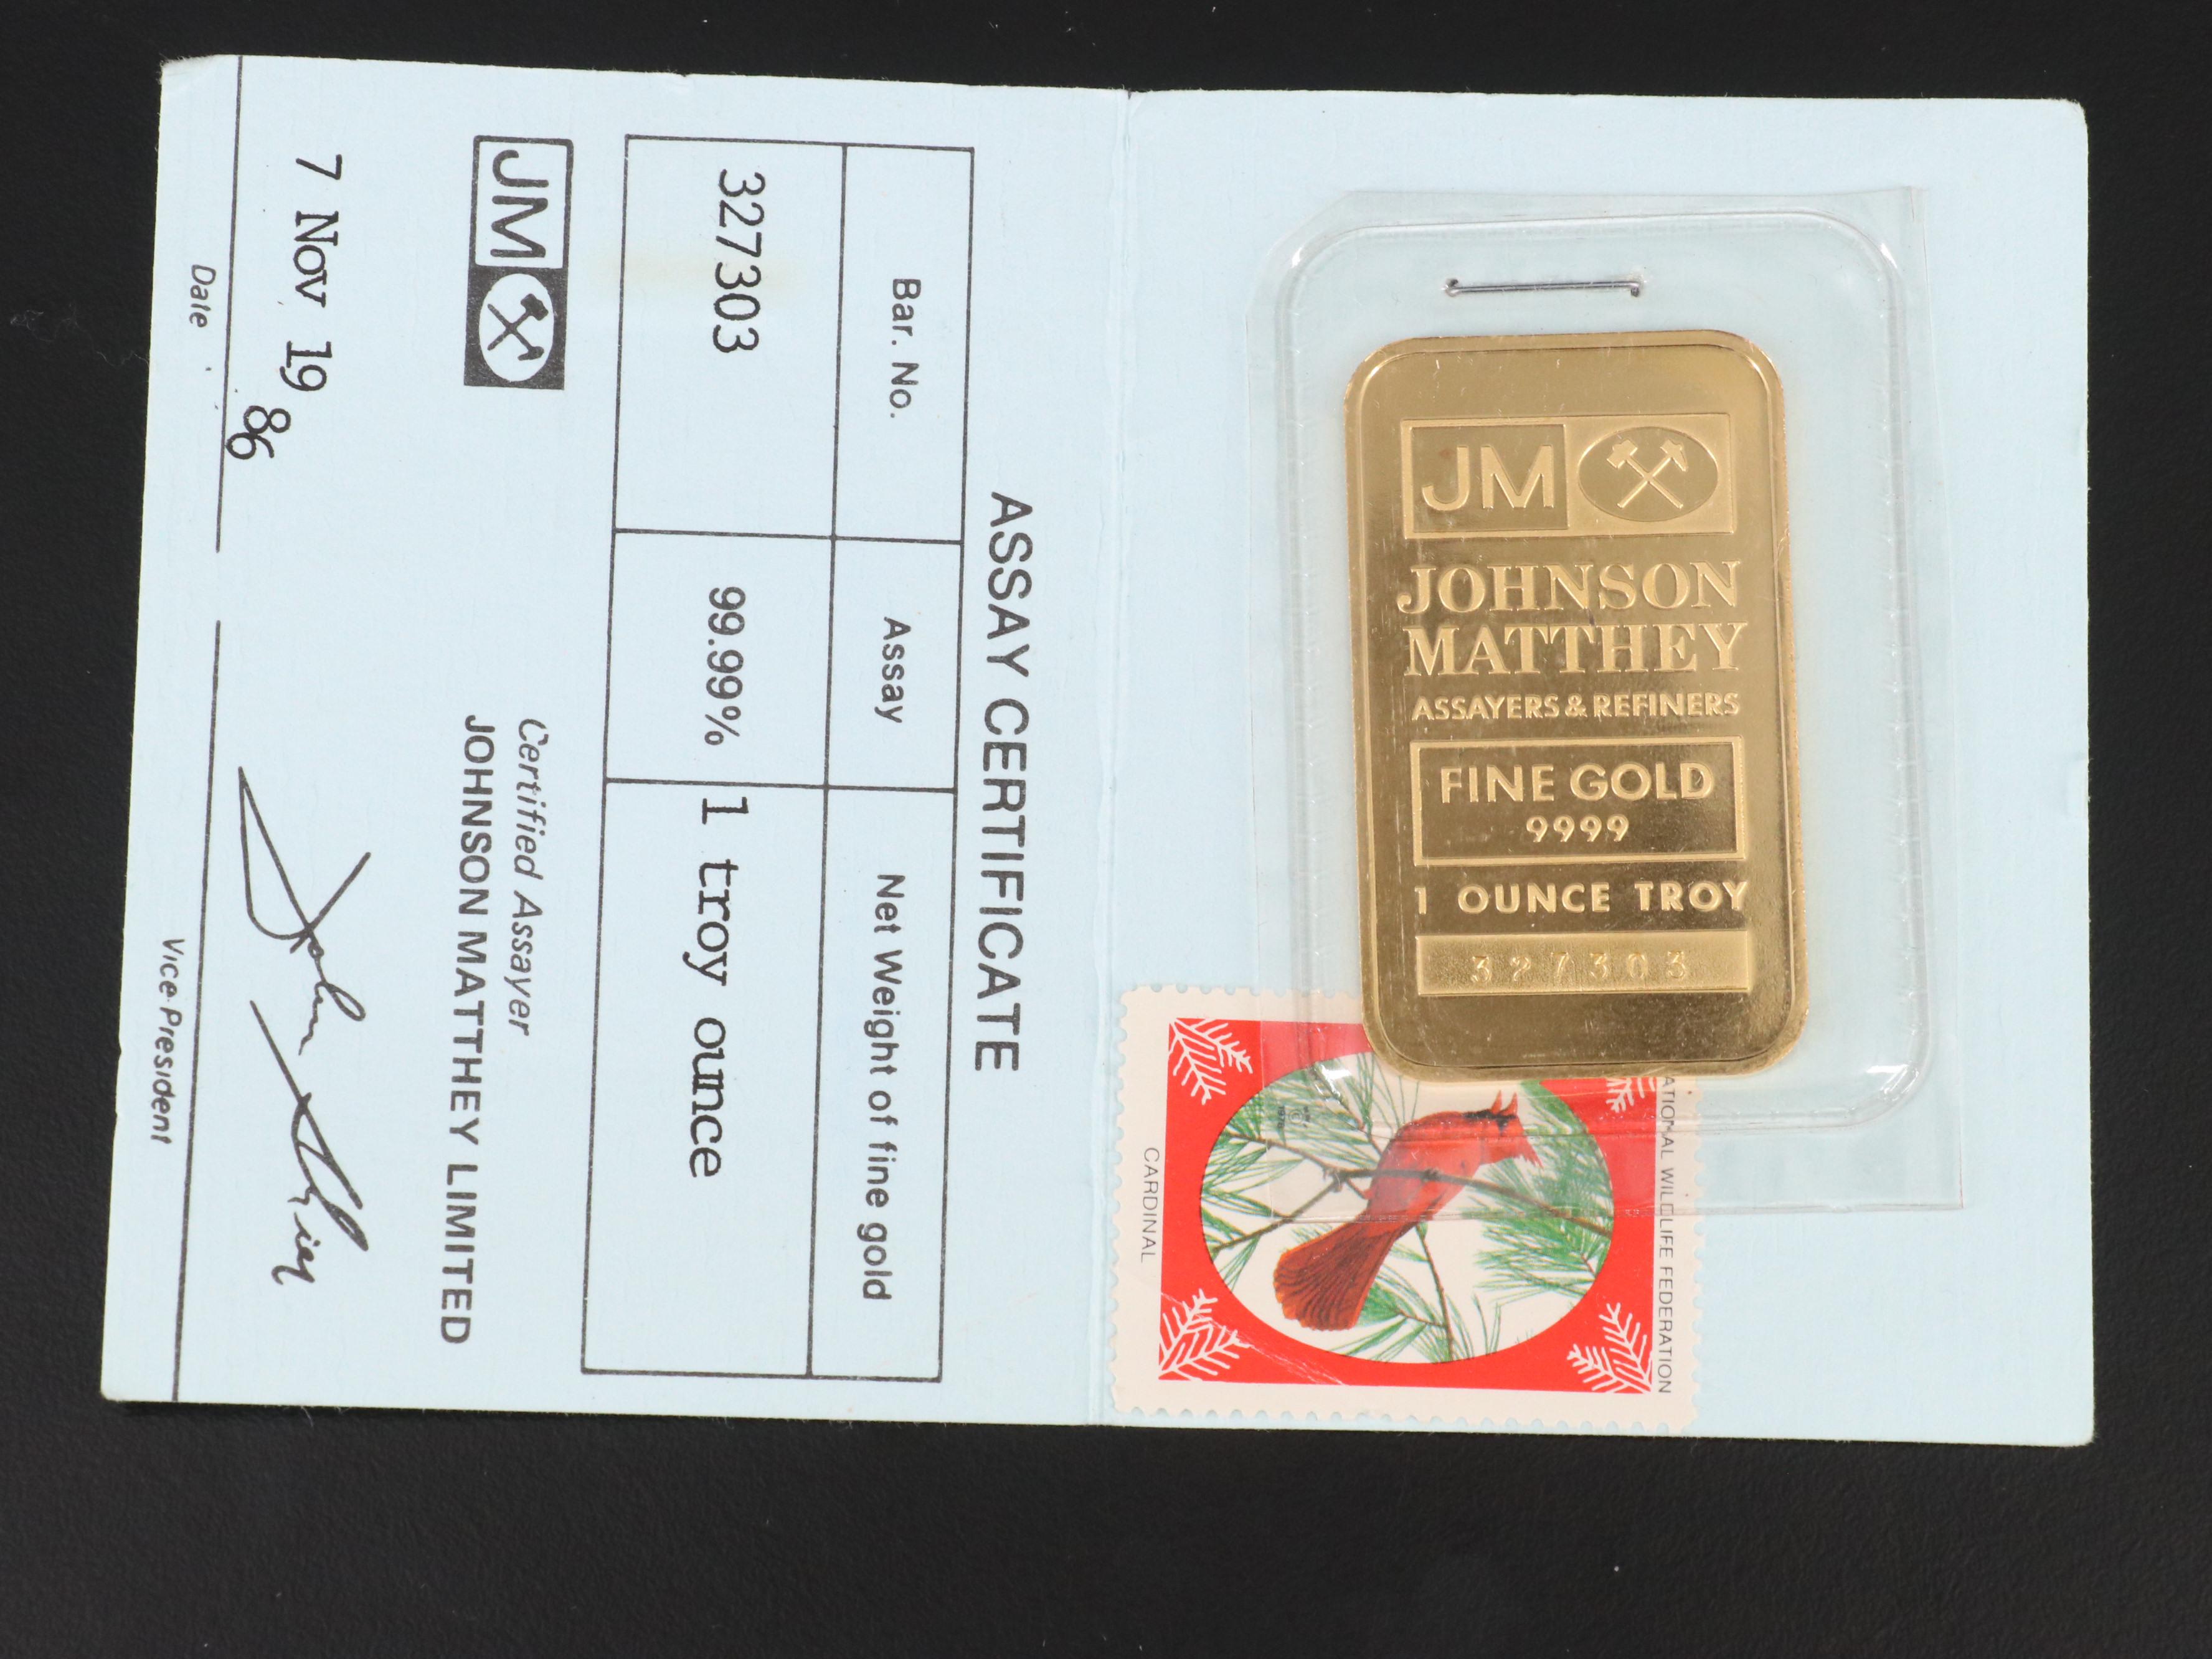 ASSAY CERTIFICATE
Bar. No. Assay Net Weight of fine gold
327303 99.99% 1 troy ounce
JM
Certified Assayer
JOHNSON MATTHEY LIMITED
7 Nov 19 86
Date
Vice-President
JM
JOHNSON
MATTHEY
ASSAYERS & REFINERS
FINE GOLD
9999
1 OUNCE TROY
327303
ATIONAL WILDLIFE FEDERATION
CARDINAL